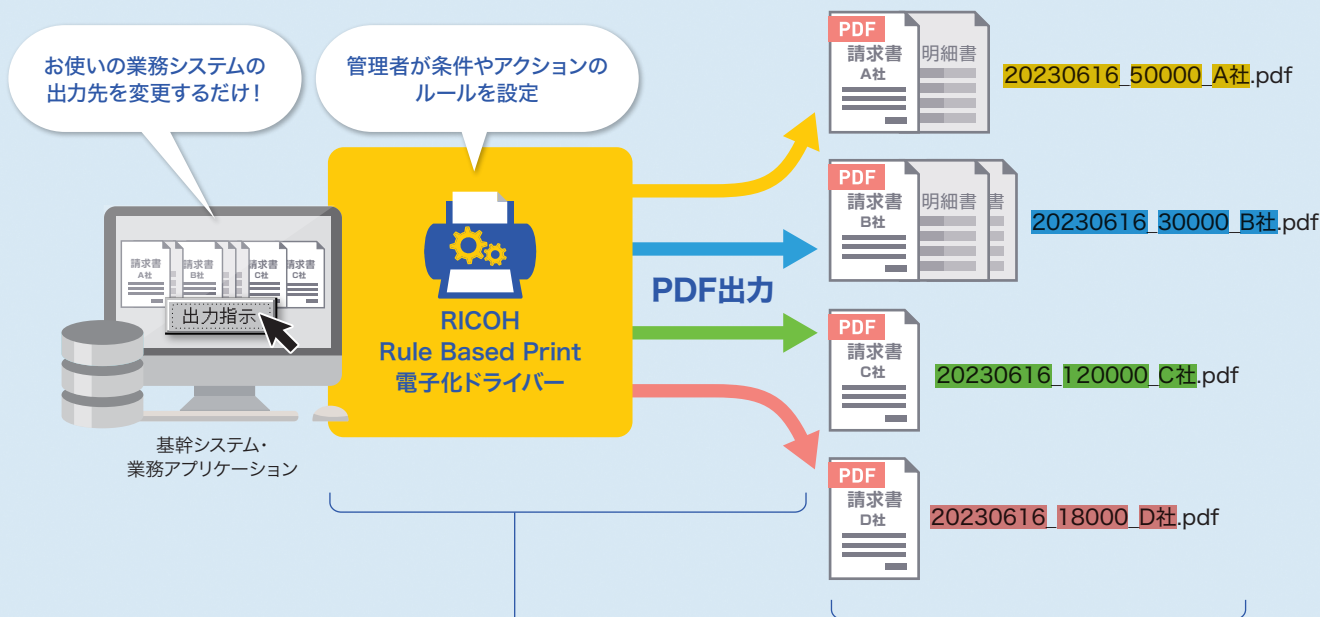 お使いの業務システムの
出力先を変更するだけ！
管理者が条件やアクションの
ルールを設定
請求書
A社
請求書
B社
請求書
C社
請求書
C社
出力指示
基幹システム・
業務アプリケーション
RICOH
Rule Based Print
電子化ドライバー
PDF出力
PDF
請求書
A社
明細書
20230616_50000_A社.pdf
PDF
請求書
B社
明細書
書
20230616_30000_B社.pdf
PDF
請求書
C社
20230616_120000_C社.pdf
PDF
請求書
D社
20230616_18000_D社.pdf